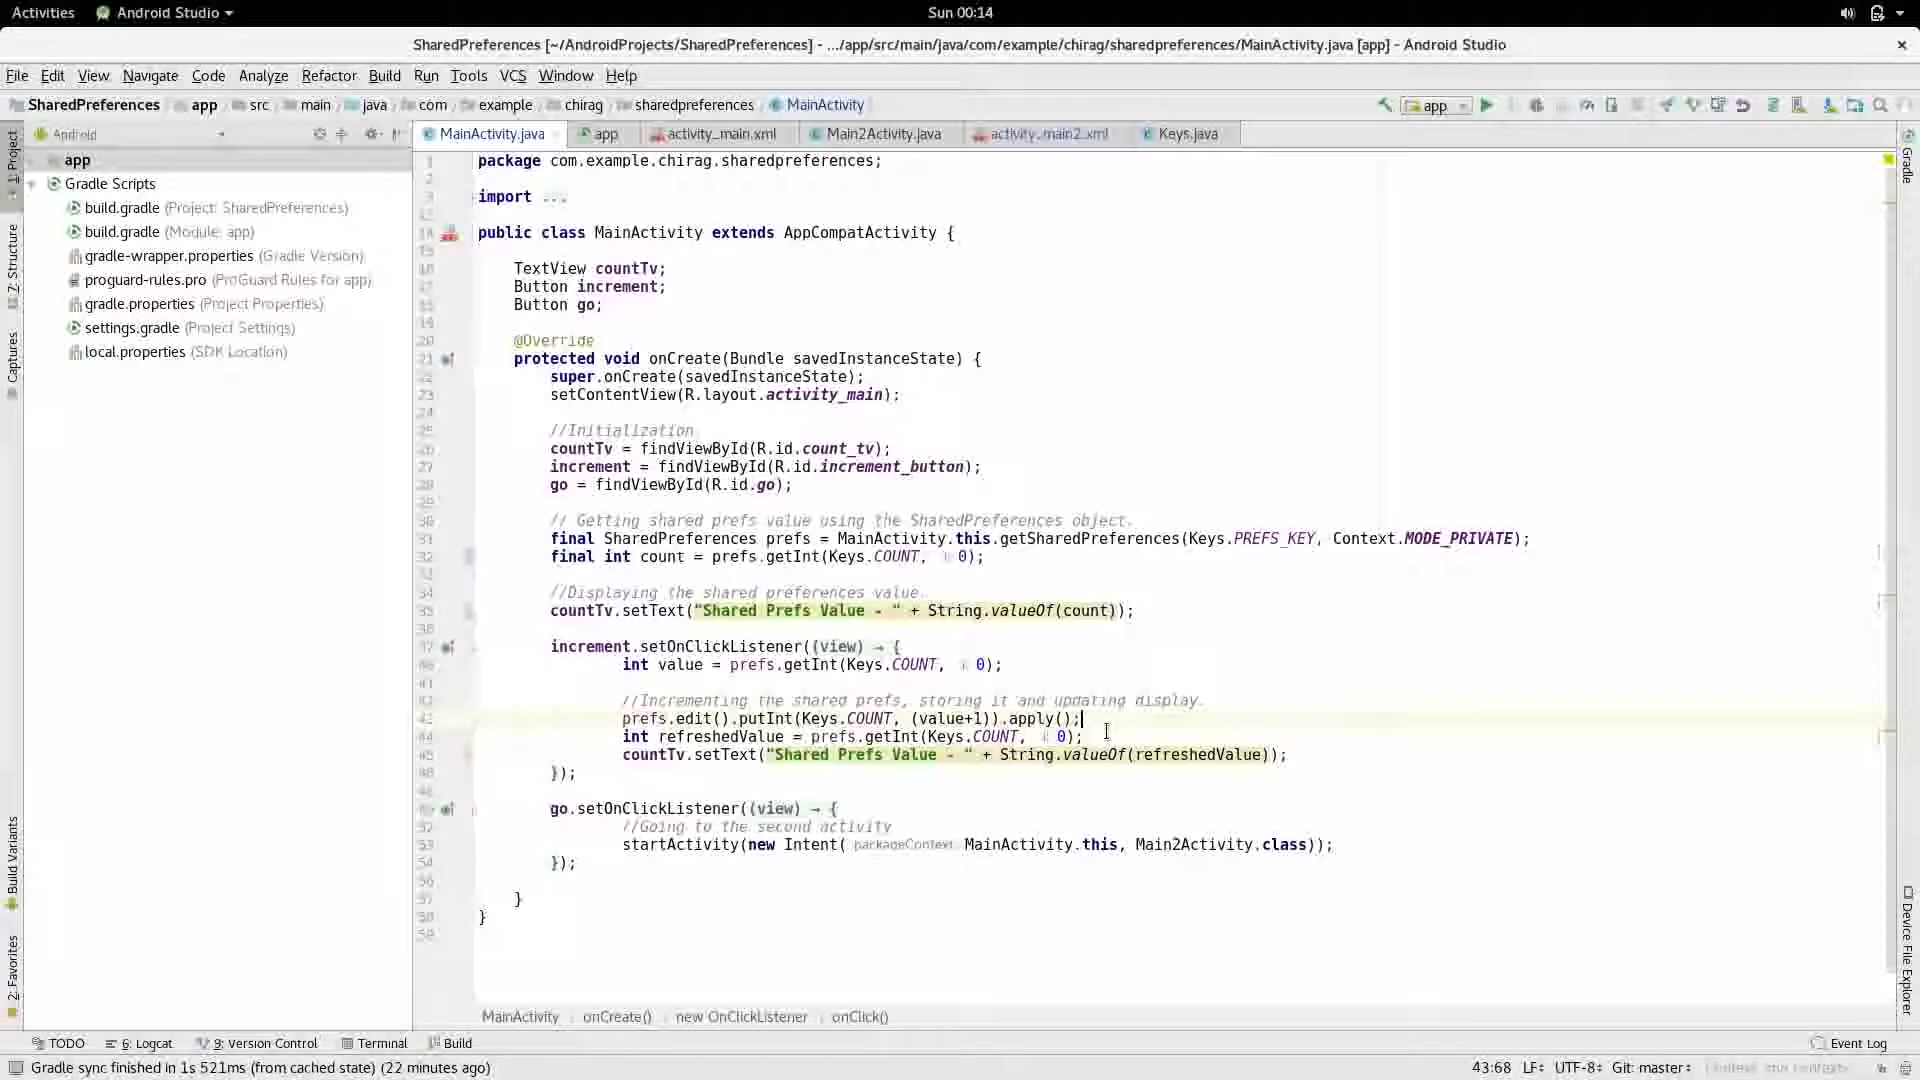 Activities Android Studio Sun 00:14
SharedPreferences [~/AndroidProjects/SharedPreferences] - .../app/src/main/java/com/example/chirag/sharedpreferences/MainActivity.java [app] - Android Studio
File Edit View Navigate Code Analyze Refactor Build Run Tools VCS Window Help
SharedPreferences app src main java com example chirag sharedpreferences MainActivity app
Android MainActivity.java app activity_main.xml Main2Activity.java activity_main2.xml Keys.java
app
Gradle Scripts
build.gradle (Project: SharedPreferences)
build.gradle (Module: app)
gradle-wrapper.properties (Gradle Version)
proguard-rules.pro (ProGuard Rules for app)
gradle.properties (Project Properties)
settings.gradle (Project Settings)
local.properties (SDK Location)
1: Project
7: Structure
Captures
Build Variants
2: Favorites
package com.example.chirag.sharedpreferences;
import ...
public class MainActivity extends AppCompatActivity {
TextView countTv;
Button increment;
Button go;
@Override
protected void onCreate(Bundle savedInstanceState) {
super.onCreate(savedInstanceState);
setContentView(R.layout.activity_main);
//Initialization
countTv = findViewById(R.id.count_tv);
increment = findViewById(R.id.increment_button);
go = findViewById(R.id.go);
// Getting shared prefs value using the SharedPreferences object.
final SharedPreferences prefs = MainActivity.this.getSharedPreferences(Keys.PREFS_KEY, Context.MODE_PRIVATE);
final int count = prefs.getInt(Keys.COUNT, 0);
//Displaying the shared preferences value.
countTv.setText("Shared Prefs Value - " + String.valueOf(count));
increment.setOnClickListener((view) → {
int value = prefs.getInt(Keys.COUNT, 0);
//Incrementing the shared prefs, storing it and updating display.
prefs.edit().putInt(Keys.COUNT, (value+1)).apply();
int refreshedValue = prefs.getInt(Keys.COUNT, 0);
countTv.setText("Shared Prefs Value - " + String.valueOf(refreshedValue));
});
go.setOnClickListener((view) → {
//Going to the second activity
startActivity(new Intent( packageContext: MainActivity.this, Main2Activity.class));
});
}
}
MainActivity onCreate() new OnClickListener onClick()
Gradle
Device File Explorer
TODO 6: Logcat 9: Version Control Terminal Build Event Log
Gradle sync finished in 1s 521ms (from cached state) (22 minutes ago) 43:68 LF UTF-8 Git: master